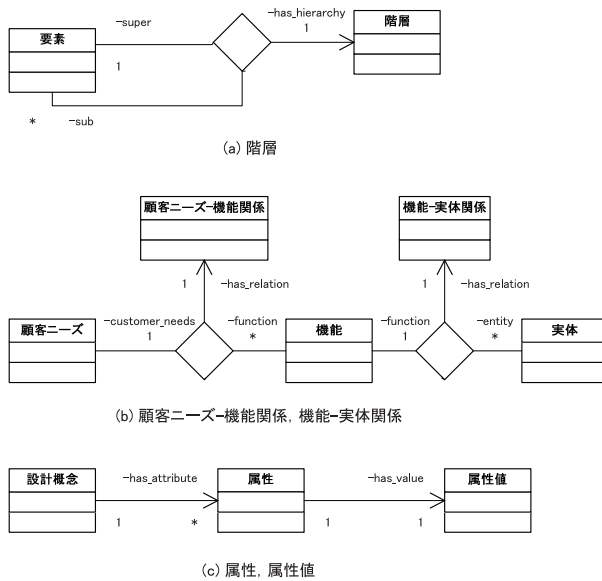 -super
-has_hierarchy
要素
階層
1
1
*
-sub
(a) 階層
顧客ニーズ-機能関係
機能-実体関係
1
-has_relation
1
-has_relation
顧客ニーズ
-customer_needs
-function
機能
-function
-entity
実体
1
*
1
*
(b) 顧客ニーズ-機能関係, 機能-実体関係
設計概念
-has_attribute
属性
-has_value
属性値
1
*
1
1
(c) 属性, 属性値